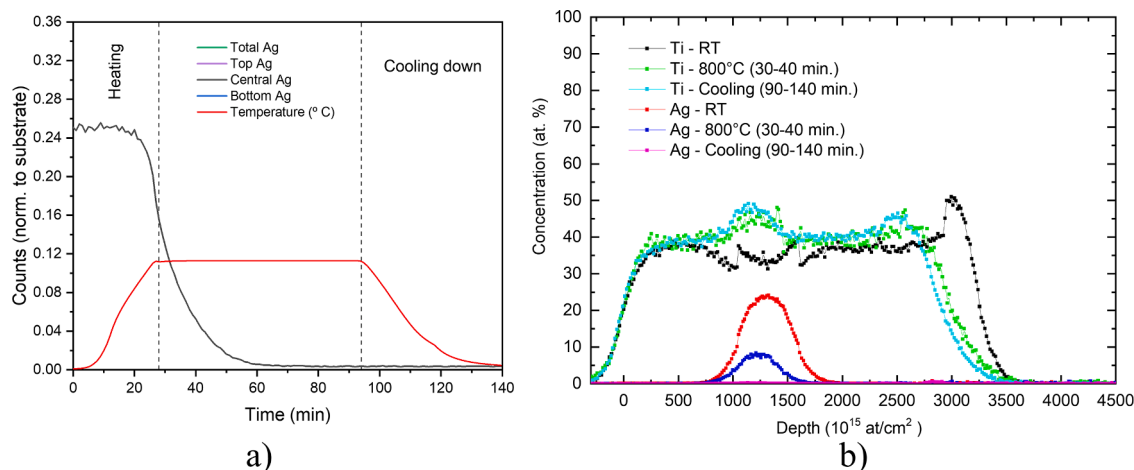 0.36
0.32
0.28
0.24
0.20
0.16
0.12
0.08
0.04
0.00
Counts (norm. to substrate)
Heating
Total Ag
Top Ag
Central Ag
Bottom Ag
Temperature (º C)
Cooling down
0 20 40 60 80 100 120 140
Time (min)
a)
100
90
80
70
60
50
40
30
20
10
0
Concentration (at. %)
Ti - RT
Ti - 800°C (30-40 min.)
Ti - Cooling (90-140 min.)
Ag - RT
Ag - 800°C (30-40 min.)
Ag - Cooling (90-140 min.)
0 500 1000 1500 2000 2500 3000 3500 4000 4500
Depth (10¹⁵ at/cm²)
b)